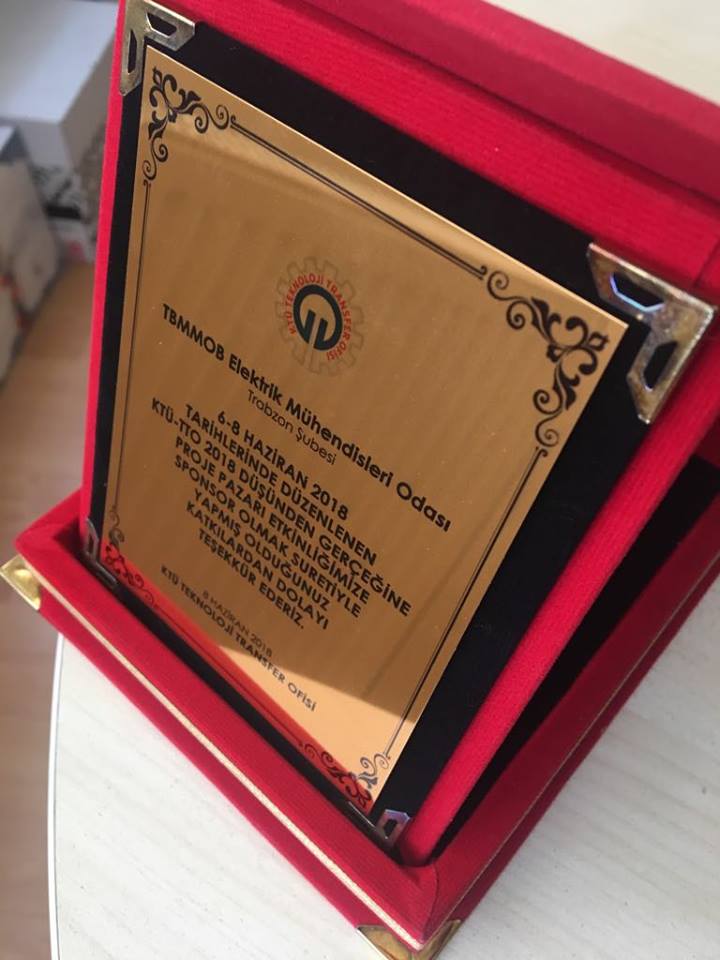 KTÜ TEKNOLOJİ TRANSFER OFİSİ
TBMMOB Elektrik Mühendisleri Odası
Trabzon Şubesi
6-8 HAZİRAN 2018
TARİHLERİNDE DÜZENLENEN
KTÜ-TTO 2018 DÜŞÜNDEN GERÇEĞİNE
PROJE PAZARI ETKİNLİĞİMİZE
SPONSOR OLMAK SURETİYLE
YAPMIŞ OLDUĞUNUZ
KATKILARDAN DOLAYI
TEŞEKKÜR EDERİZ.
8 HAZİRAN 2018
KTÜ TEKNOLOJİ TRANSFER OFİSİ